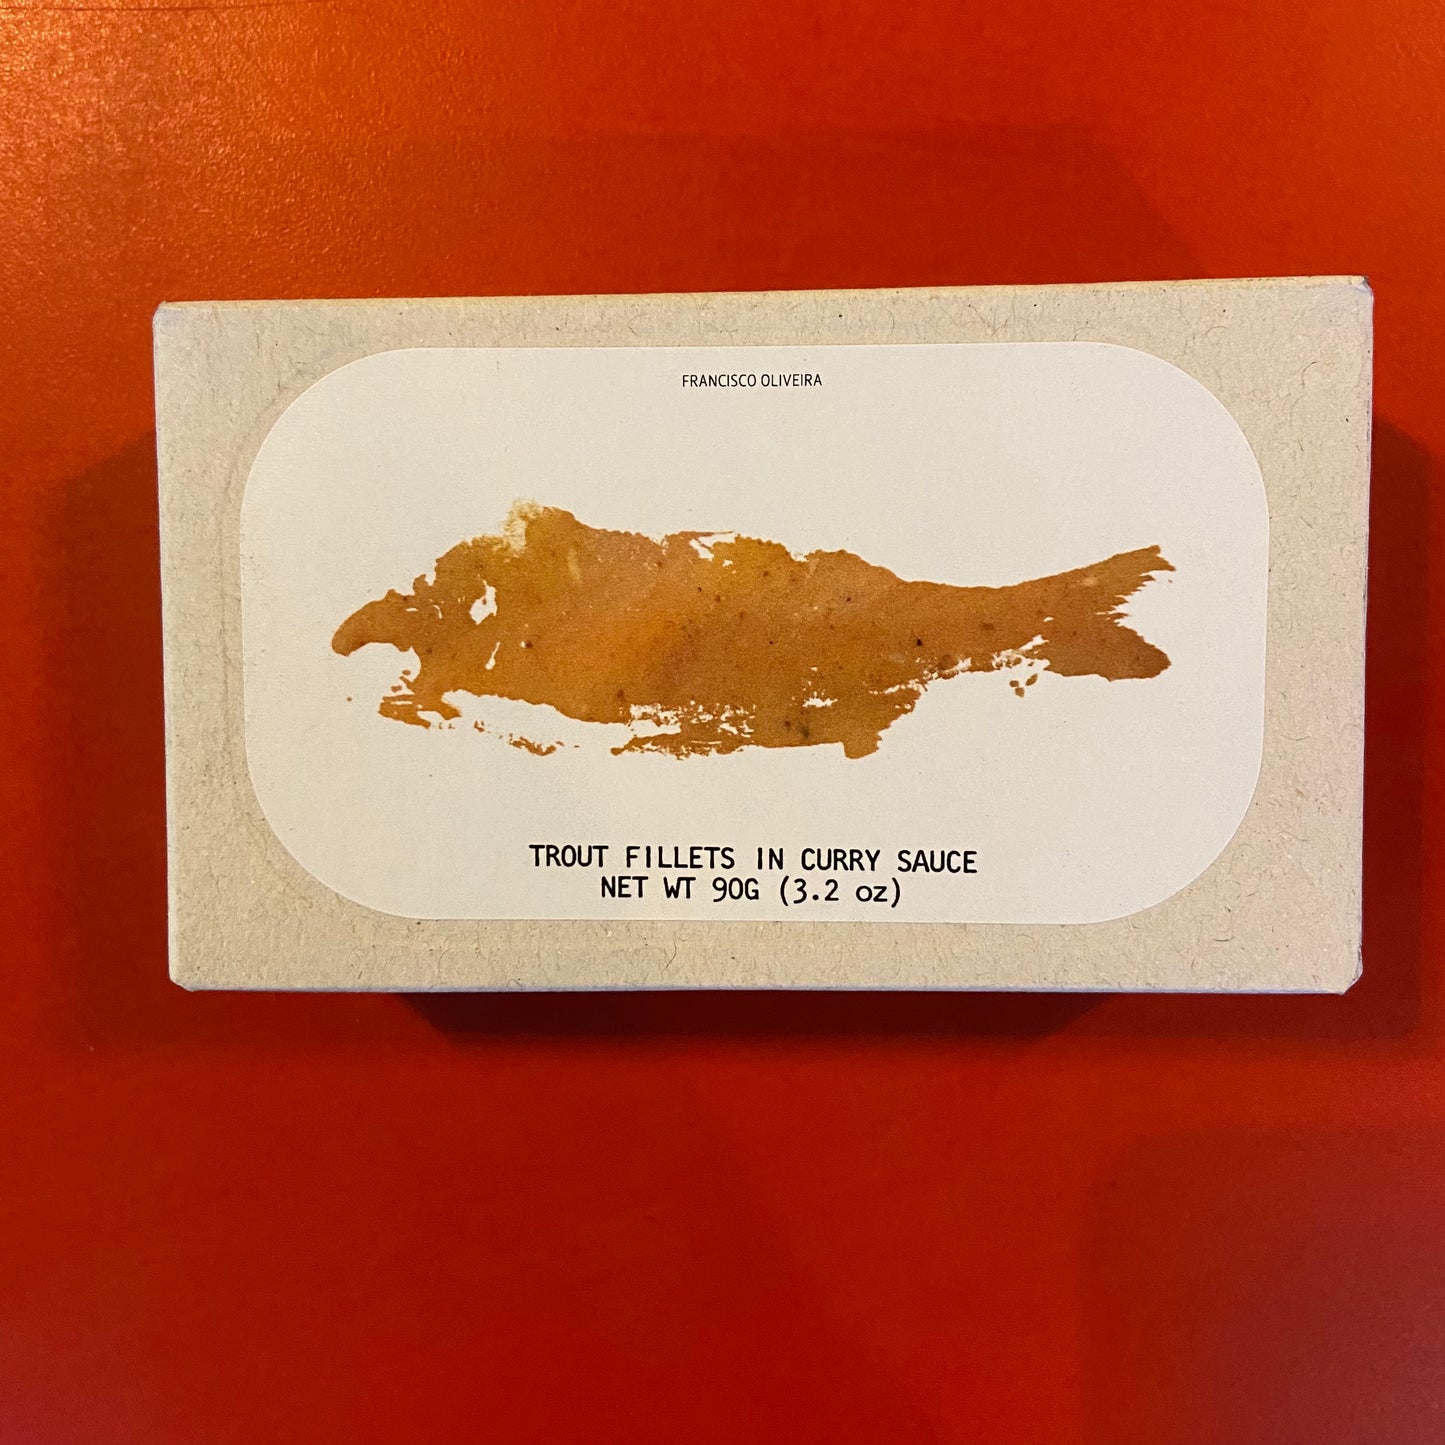 FRANCISCO OLIVEIRA
TROUT FILLETS IN CURRY SAUCE
NET WT 90G (3.2 oz)